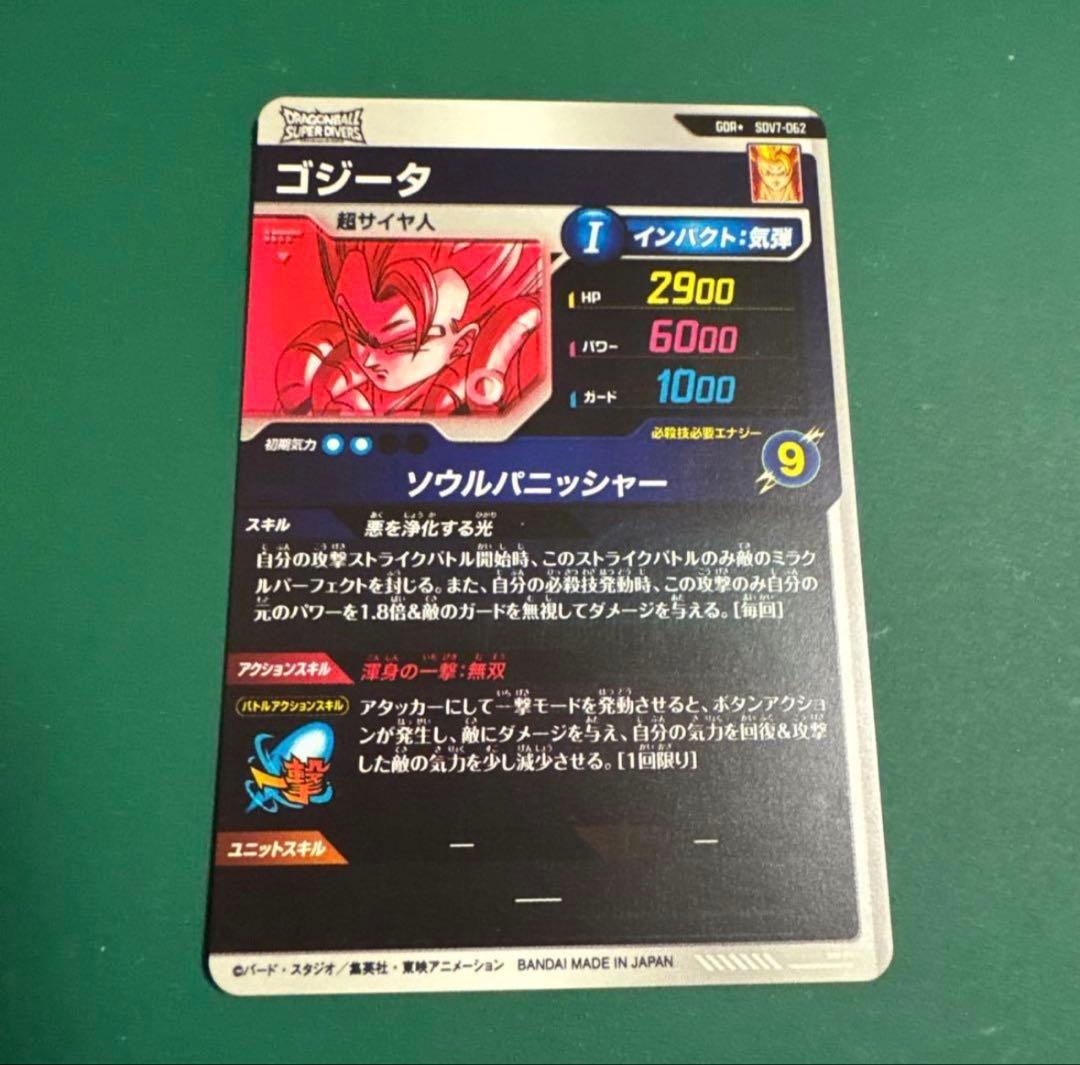 DRAGONBALL
SUPER DIVERS
GDR★ SDV7-062
ゴジータ
超サイヤ人
I インパクト:気弾
HP 2900
パワー 6000
ガード 1000
初期気力
必殺技必要エナジー
9
ソウルパニッシャー
スキル 悪を浄化する光
自分の攻撃ストライクバトル開始時、このストライクバトルのみ敵のミラク
ルパーフェクトを封じる。また、自分の必殺技発動時、この攻撃のみ自分の
元のパワーを1.8倍&敵のガードを無視してダメージを与える。[毎回]
アクションスキル 渾身の一撃:無双
バトルアクションスキル
アタッカーにして一撃モードを発動させると、ボタンアクショ
ンが発生し、敵にダメージを与え、自分の気力を回復&攻撃
した敵の気力を少し減少させる。[1回限り]
一撃
ユニットスキル — —
—
©バード・スタジオ/集英社・東映アニメーション BANDAI MADE IN JAPAN